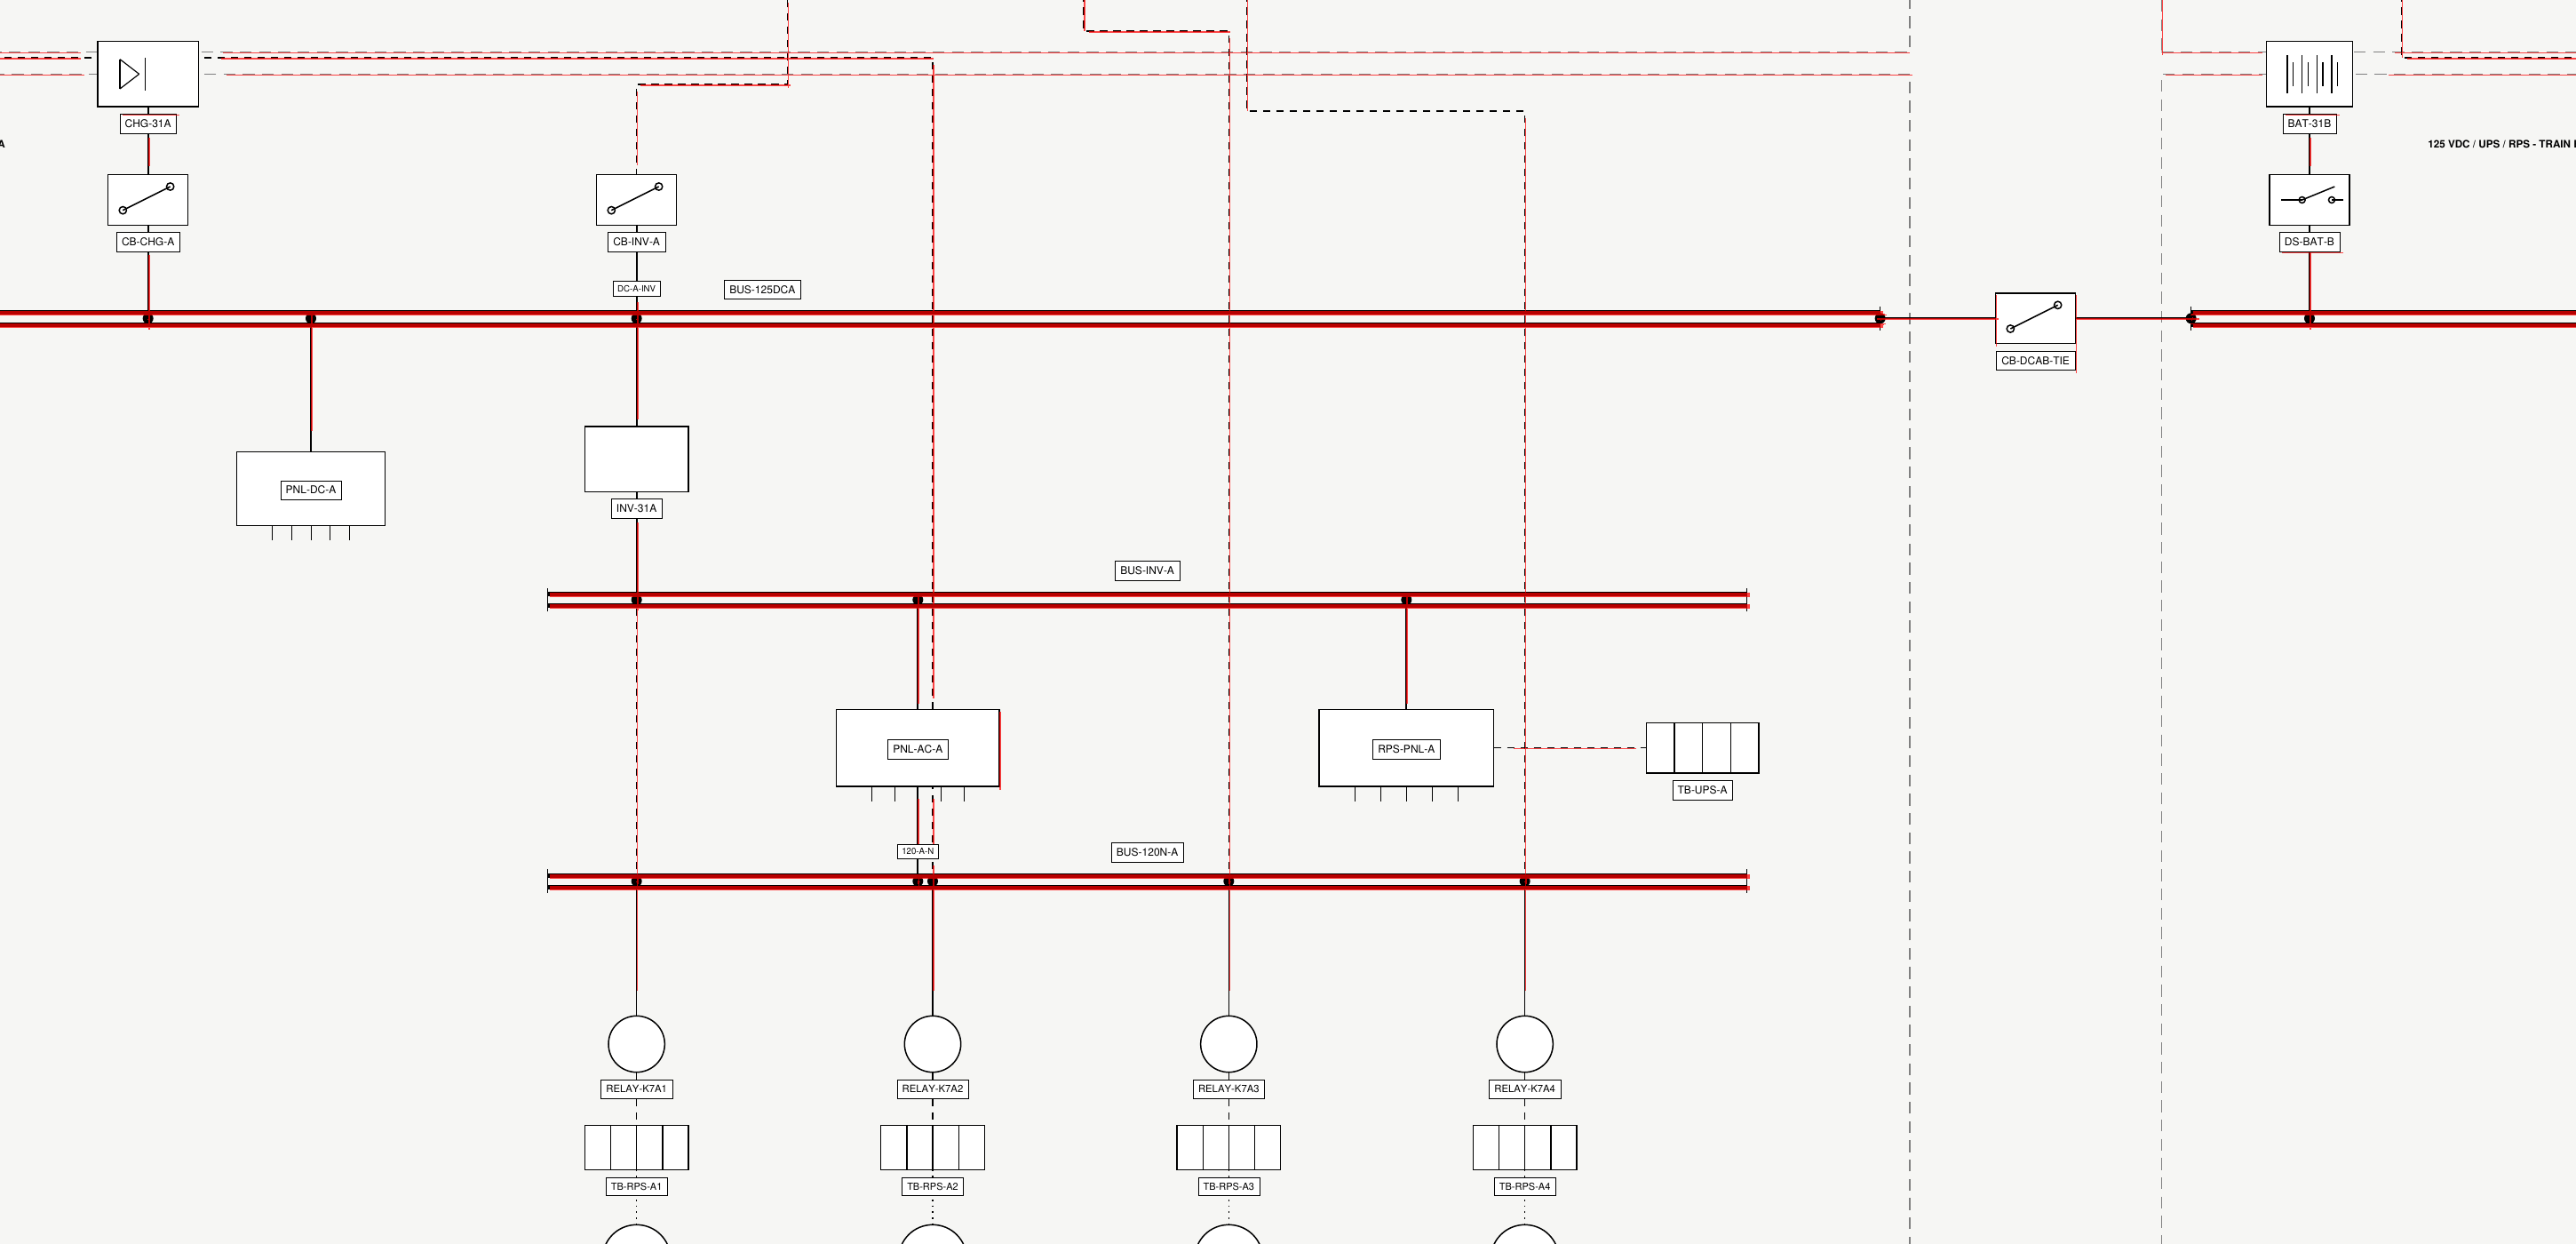 CHG-31A
BAT-31B
A
125 VDC / UPS / RPS - TRAIN
CB-CHG-A
CB-INV-A
DS-BAT-B
DC-A-INV
BUS-125DCA
CB-DCAB-TIE
PNL-DC-A
INV-31A
BUS-INV-A
PNL-AC-A
RPS-PNL-A
TB-UPS-A
120-A-N
BUS-120N-A
RELAY-K7A1
RELAY-K7A2
RELAY-K7A3
RELAY-K7A4
TB-RPS-A1
TB-RPS-A2
TB-RPS-A3
TB-RPS-A4